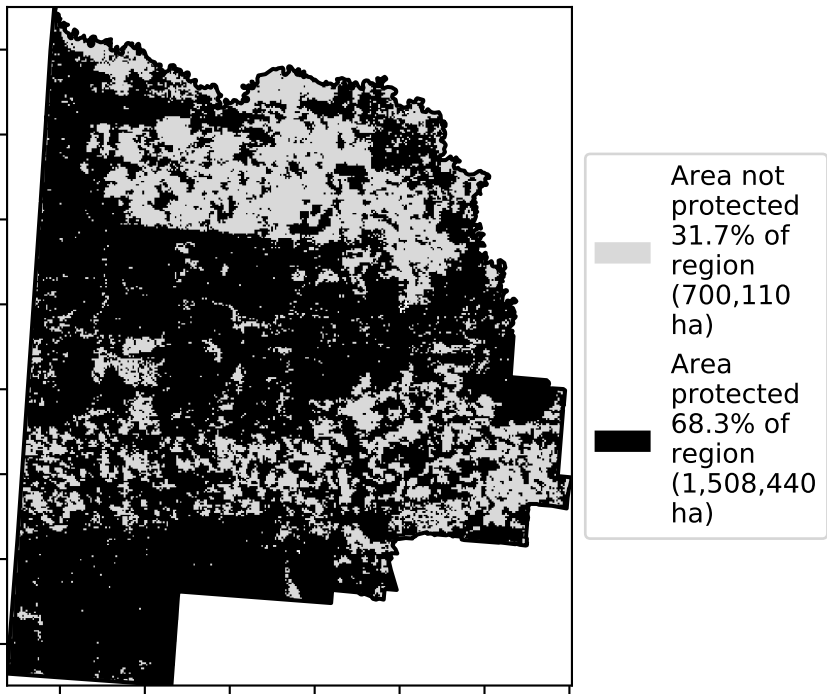 Area not
protected
31.7% of
region
(700,110
ha)
Area
protected
68.3% of
region
(1,508,440
ha)